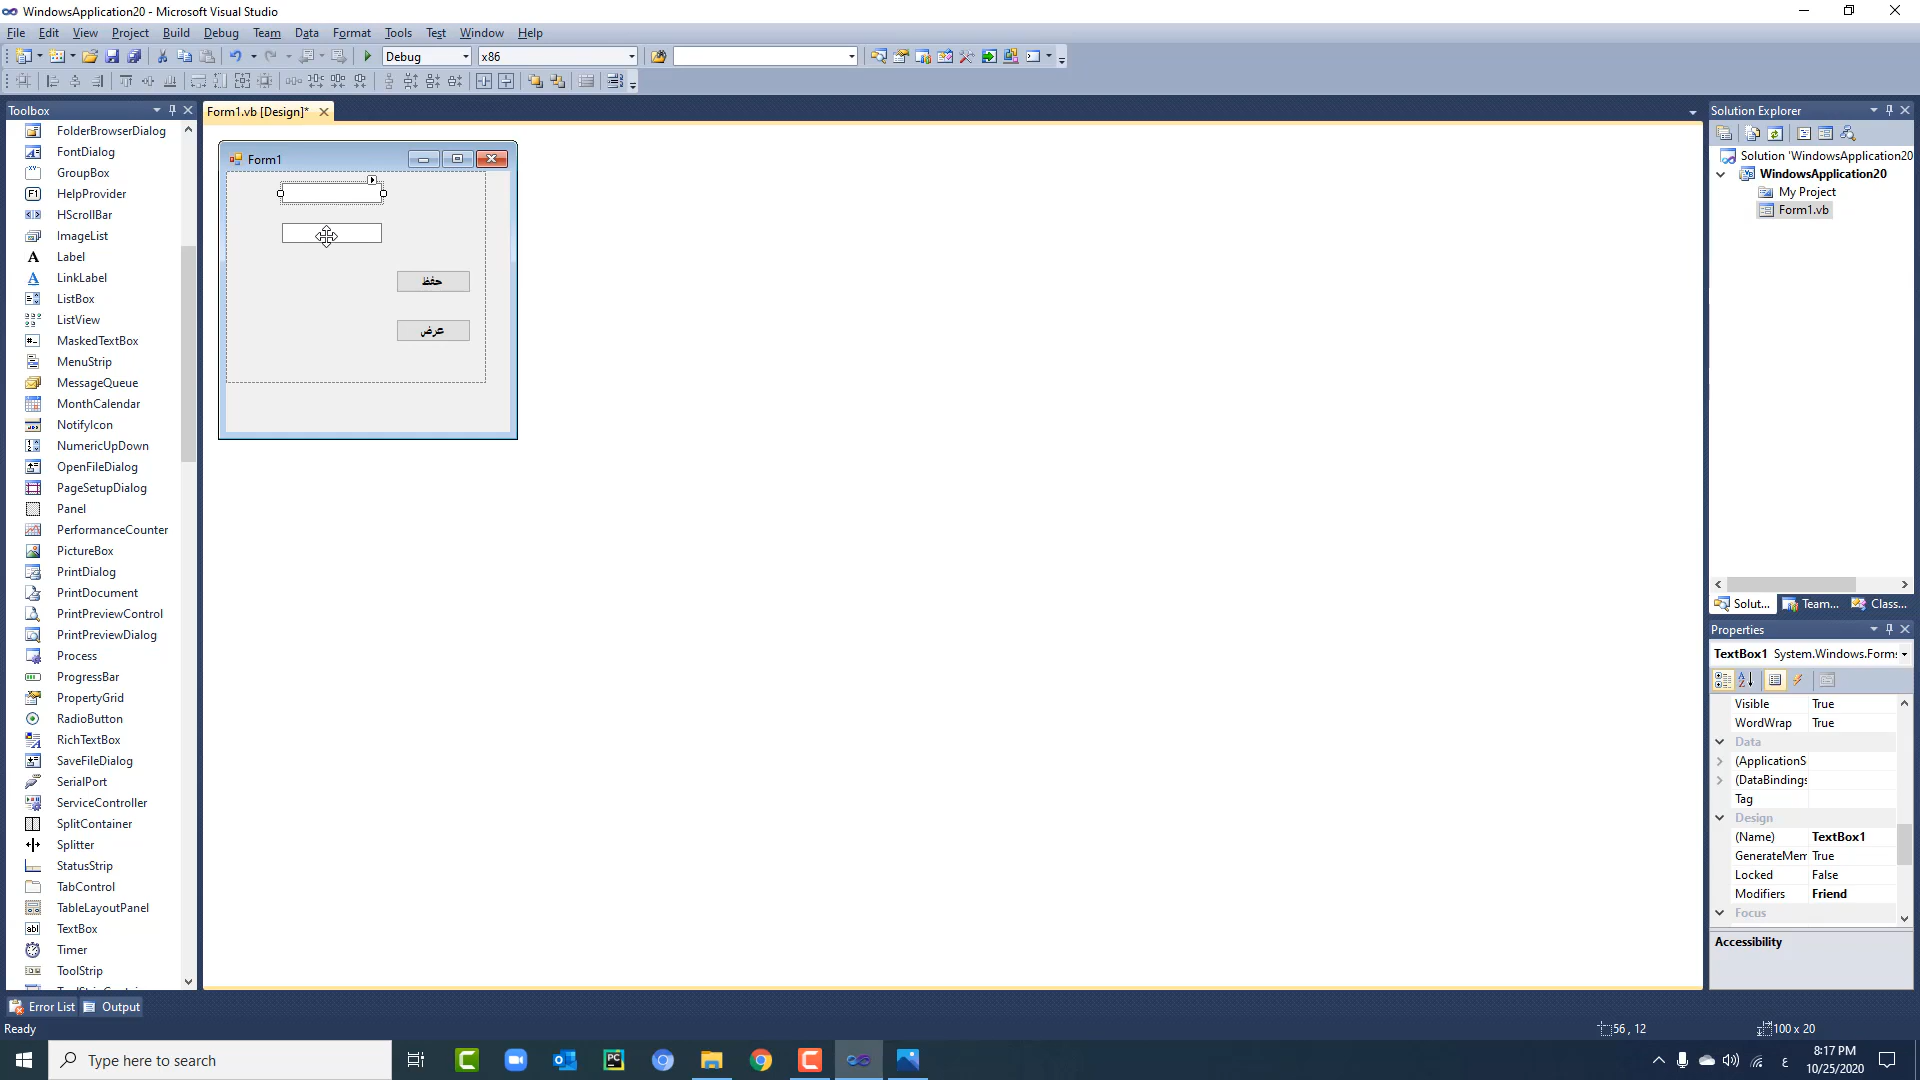 WindowsApplication20 - Microsoft Visual Studio
File Edit View Project Build Debug Team Data Format Tools Test Window Help
Debug x86
Toolbox
FolderBrowserDialog
FontDialog
GroupBox
HelpProvider
HScrollBar
ImageList
Label
LinkLabel
ListBox
ListView
MaskedTextBox
MenuStrip
MessageQueue
MonthCalendar
NotifyIcon
NumericUpDown
OpenFileDialog
PageSetupDialog
Panel
PerformanceCounter
PictureBox
PrintDialog
PrintDocument
PrintPreviewControl
PrintPreviewDialog
Process
ProgressBar
PropertyGrid
RadioButton
RichTextBox
SaveFileDialog
SerialPort
ServiceController
SplitContainer
Splitter
StatusStrip
TabControl
TableLayoutPanel
TextBox
Timer
ToolStrip
Form1.vb [Design]*
Form1
حفظ
عرض
Solution Explorer
Solution 'WindowsApplication20
WindowsApplication20
My Project
Form1.vb
Solut... Team... Class...
Properties
TextBox1 System.Windows.Forms
Visible True
WordWrap True
Data
(ApplicationS
(DataBindings
Tag
Design
(Name) TextBox1
GenerateMem True
Locked False
Modifiers Friend
Focus
Accessibility
Error List Output
Ready 56 , 12 100 x 20
Type here to search
ع 8:17 PM
10/25/2020